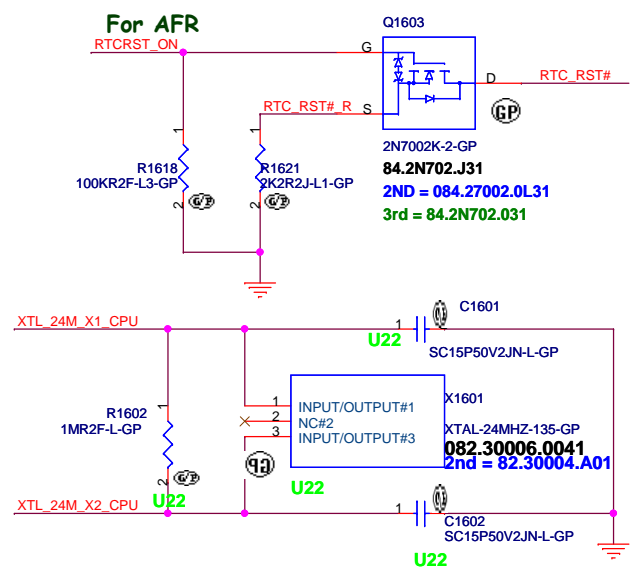 For AFR
Q1603
RTCRST_ON
G
D
RTC_RST#
RTC_RST#_R
S
GP
2N7002K-2-GP
84.2N702.J31
2ND = 084.27002.0L31
3rd = 84.2N702.031
1
R1618
100KR2F-L3-GP
2
G/P
1
R1621
2K2R2J-L1-GP
2
G/P
XTL_24M_X1_CPU
1
C1601
U22
SC15P50V2JN-L-GP
X1601
1
INPUT/OUTPUT#1
2
NC#2
3
INPUT/OUTPUT#3
XTAL-24MHZ-135-GP
082.30006.0041
2nd = 82.30004.A01
GP
U22
1
R1602
1MR2F-L-GP
2
G/P
U22
XTL_24M_X2_CPU
1
C1602
SC15P50V2JN-L-GP
U22